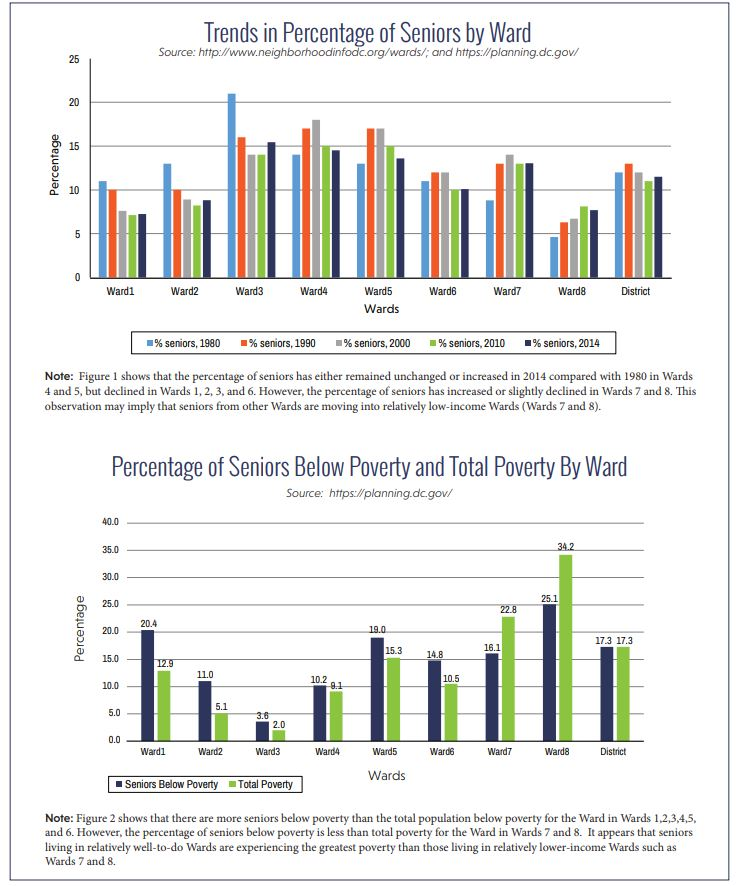 Trends in Percentage of Seniors by Ward
Source: http://www.neighborhoodinfodc.org/wards/; and https://planning.dc.gov/
25
20
15
10
5
0
Percentage
Ward1 Ward2 Ward3 Ward4 Ward5 Ward6 Ward7 Ward8 District
Wards
% seniors, 1980 % seniors, 1990 % seniors, 2000 % seniors, 2010 % seniors, 2014
Note: Figure 1 shows that the percentage of seniors has either remained unchanged or increased in 2014 compared with 1980 in Wards
4 and 5, but declined in Wards 1, 2, 3, and 6. However, the percentage of seniors has increased or slightly declined in Wards 7 and 8. This
observation may imply that seniors from other Wards are moving into relatively low-income Wards (Wards 7 and 8).
Percentage of Seniors Below Poverty and Total Poverty By Ward
Source: https://planning.dc.gov/
40.0
35.0
30.0
25.0
20.0
15.0
10.0
5.0
0.0
Percentage
20.4 12.9 11.0 5.1 3.6 2.0 10.2 9.1 19.0 15.3 14.8 10.5 16.1 22.8 25.1 34.2 17.3 17.3
Ward1 Ward2 Ward3 Ward4 Ward5 Ward6 Ward7 Ward8 District
Wards
Seniors Below Poverty Total Poverty
Note: Figure 2 shows that there are more seniors below poverty than the total population below poverty for the Ward in Wards 1,2,3,4,5,
and 6. However, the percentage of seniors below poverty is less than total poverty for the Ward in Wards 7 and 8. It appears that seniors
living in relatively well-to-do Wards are experiencing the greatest poverty than those living in relatively lower-income Wards such as
Wards 7 and 8.